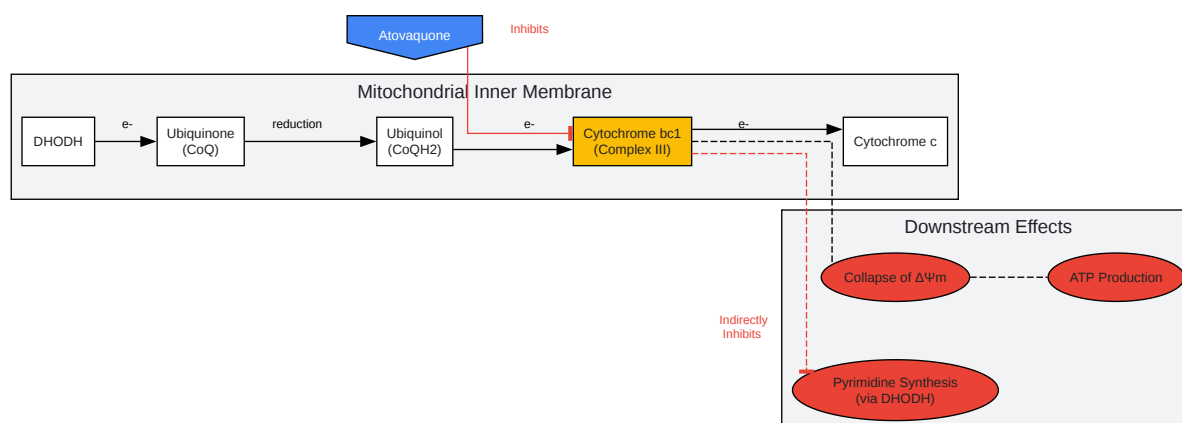 Atovaquone
Inhibits
Mitochondrial Inner Membrane
DHODH
e-
Ubiquinone
(CoQ)
reduction
Ubiquinol
(CoQH2)
e-
Cytochrome bc1
(Complex III)
e-
Cytochrome c
Downstream Effects
Collapse of ΔΨm
ATP Production
Indirectly
Inhibits
Pyrimidine Synthesis
(via DHODH)